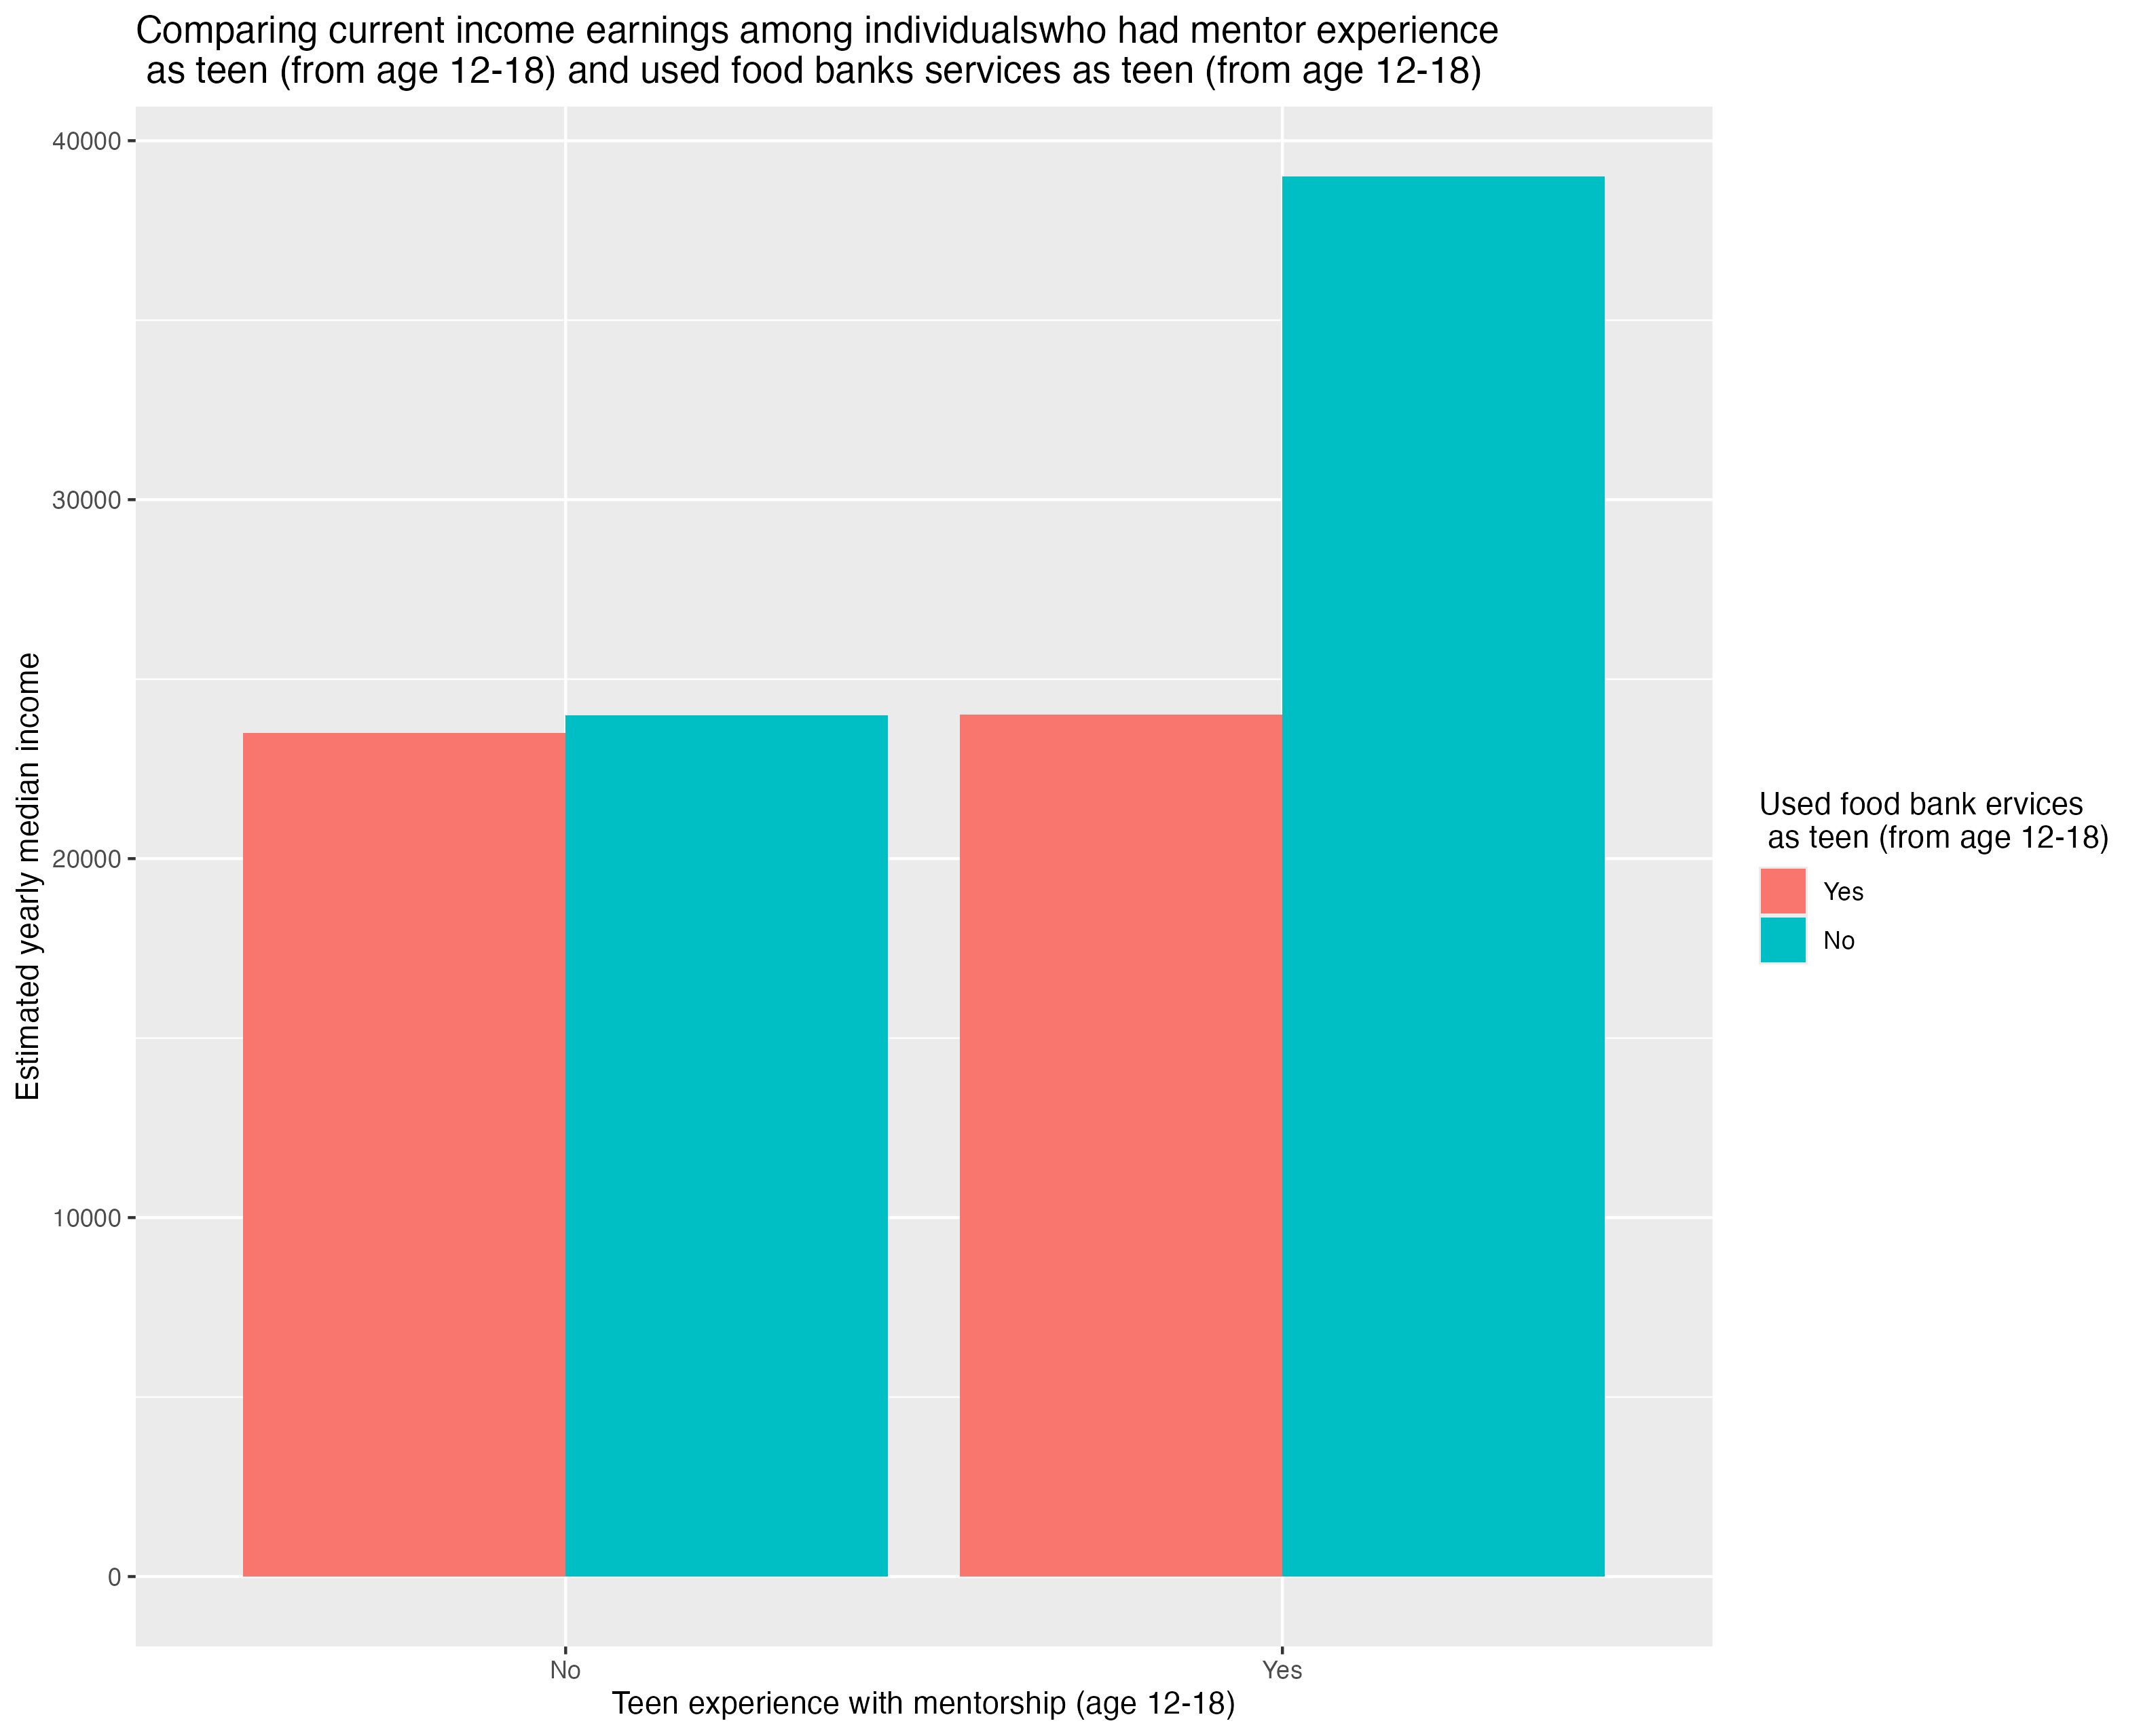 Comparing current income earnings among individualswho had mentor experience
as teen (from age 12-18) and used food banks services as teen (from age 12-18)
40000
30000
20000
10000
0
Estimated yearly median income
No
Yes
Teen experience with mentorship (age 12-18)
Used food bank ervices
as teen (from age 12-18)
Yes
No